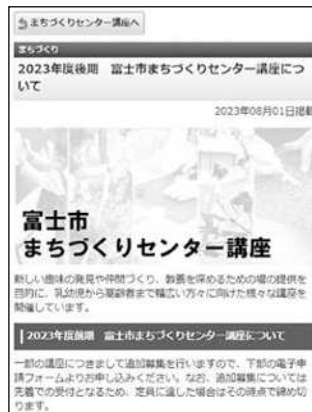 まちづくりセンター講座へ
まちづくり
2023年度後期　富士市まちづくりセンター講座につ
いて
2023年08月01日掲載
富士市
まちづくりセンター講座
新しい趣味の発見や仲間づくり、教養を深めるための場の提供を
目的に、乳幼児から高齢者まで幅広い方々に向けた様々な講座を
開催しています。
2023年度後期　富士市まちづくりセンター講座について
一部の講座につきまして追加募集を行いますので、下部の電子申
請フォームよりお申し込みください。なお、追加募集については
先着での受付となるため、定員に達した場合はその時点で締め切
ります。